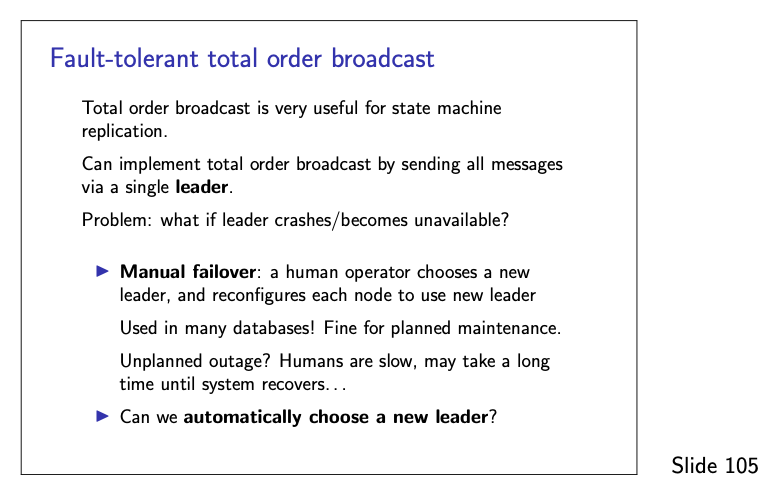 Fault-tolerant total order broadcast
Total order broadcast is very useful for state machine
replication.
Can implement total order broadcast by sending all messages
via a single leader.
Problem: what if leader crashes/becomes unavailable?
▶ Manual failover: a human operator chooses a new
leader, and reconfigures each node to use new leader
Used in many databases! Fine for planned maintenance.
Unplanned outage? Humans are slow, may take a long
time until system recovers...
▶ Can we automatically choose a new leader?
Slide 105